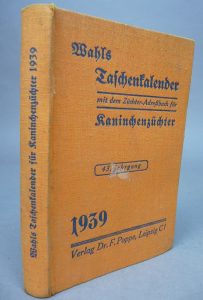 Wahls Taschenkalender für Kaninchenzüchter 1939
Wahls
Taschenkalender
mit dem Züchter-Adreßbuch für
Kaninchenzüchter
43. Jahrgang
1939
Verlag Dr. F. Poppe, Leipzig C1